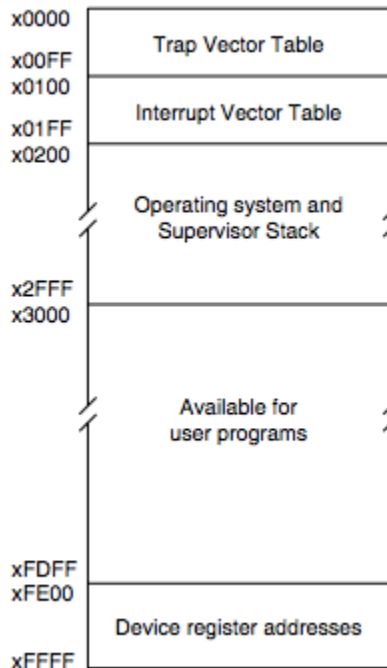 x0000
Trap Vector Table
x00FF
x0100
Interrupt Vector Table
x01FF
x0200
Operating system and
Supervisor Stack
x2FFF
x3000
Available for
user programs
xFDFF
xFE00
Device register addresses
xFFFF